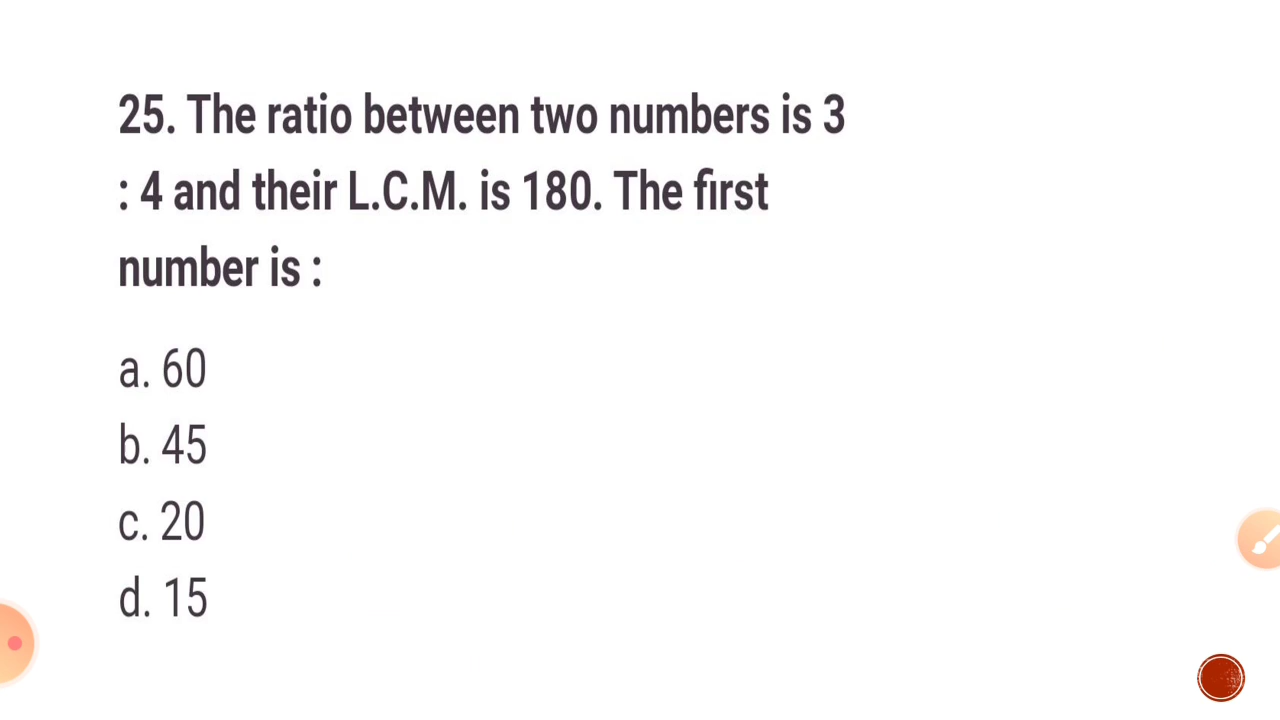 25. The ratio between two numbers is 3
: 4 and their L.C.M. is 180. The first
number is :
a. 60
b. 45
c. 20
d. 15